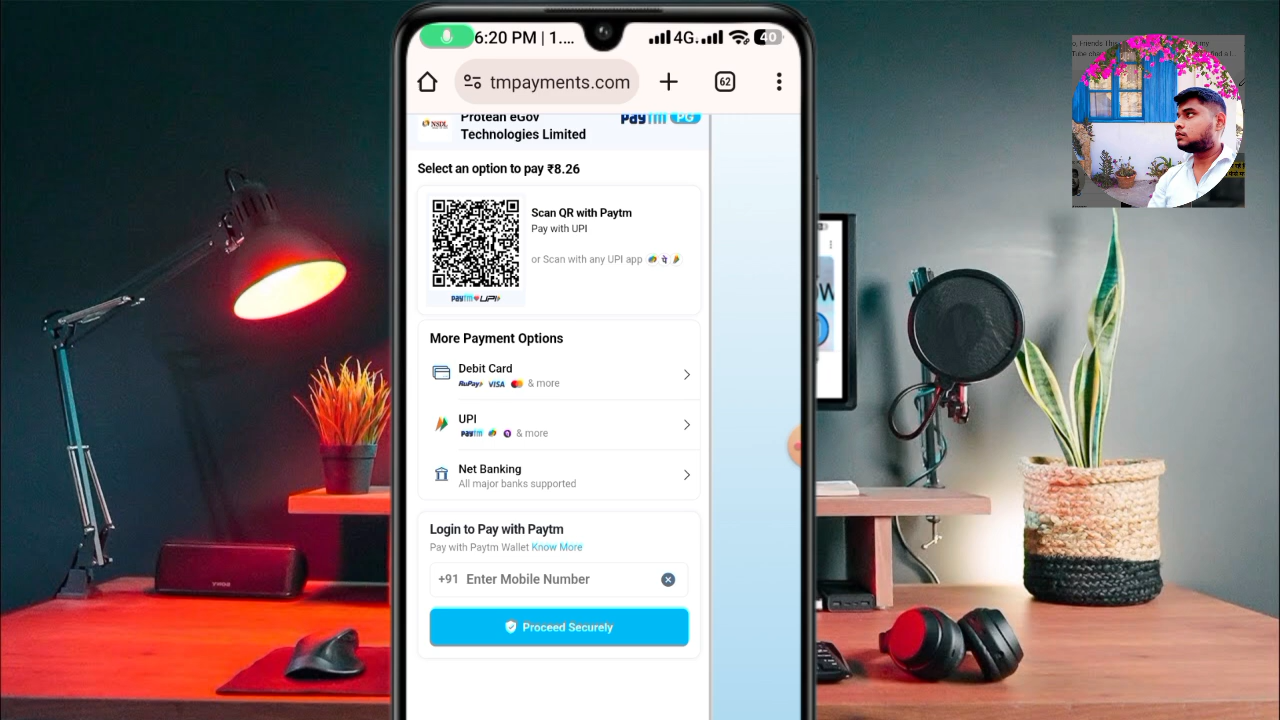 6:20 PM | 1....
4G
40
tmpayments.com
62
NSDL
Protean eGov
Technologies Limited
Paytm PG
Select an option to pay ₹8.26
Scan QR with Paytm
Pay with UPI
or Scan with any UPI app
Paytm UPI
More Payment Options
Debit Card
RuPay VISA & more
UPI
Paytm & more
Net Banking
All major banks supported
Login to Pay with Paytm
Pay with Paytm Wallet Know More
+91 Enter Mobile Number
Proceed Securely